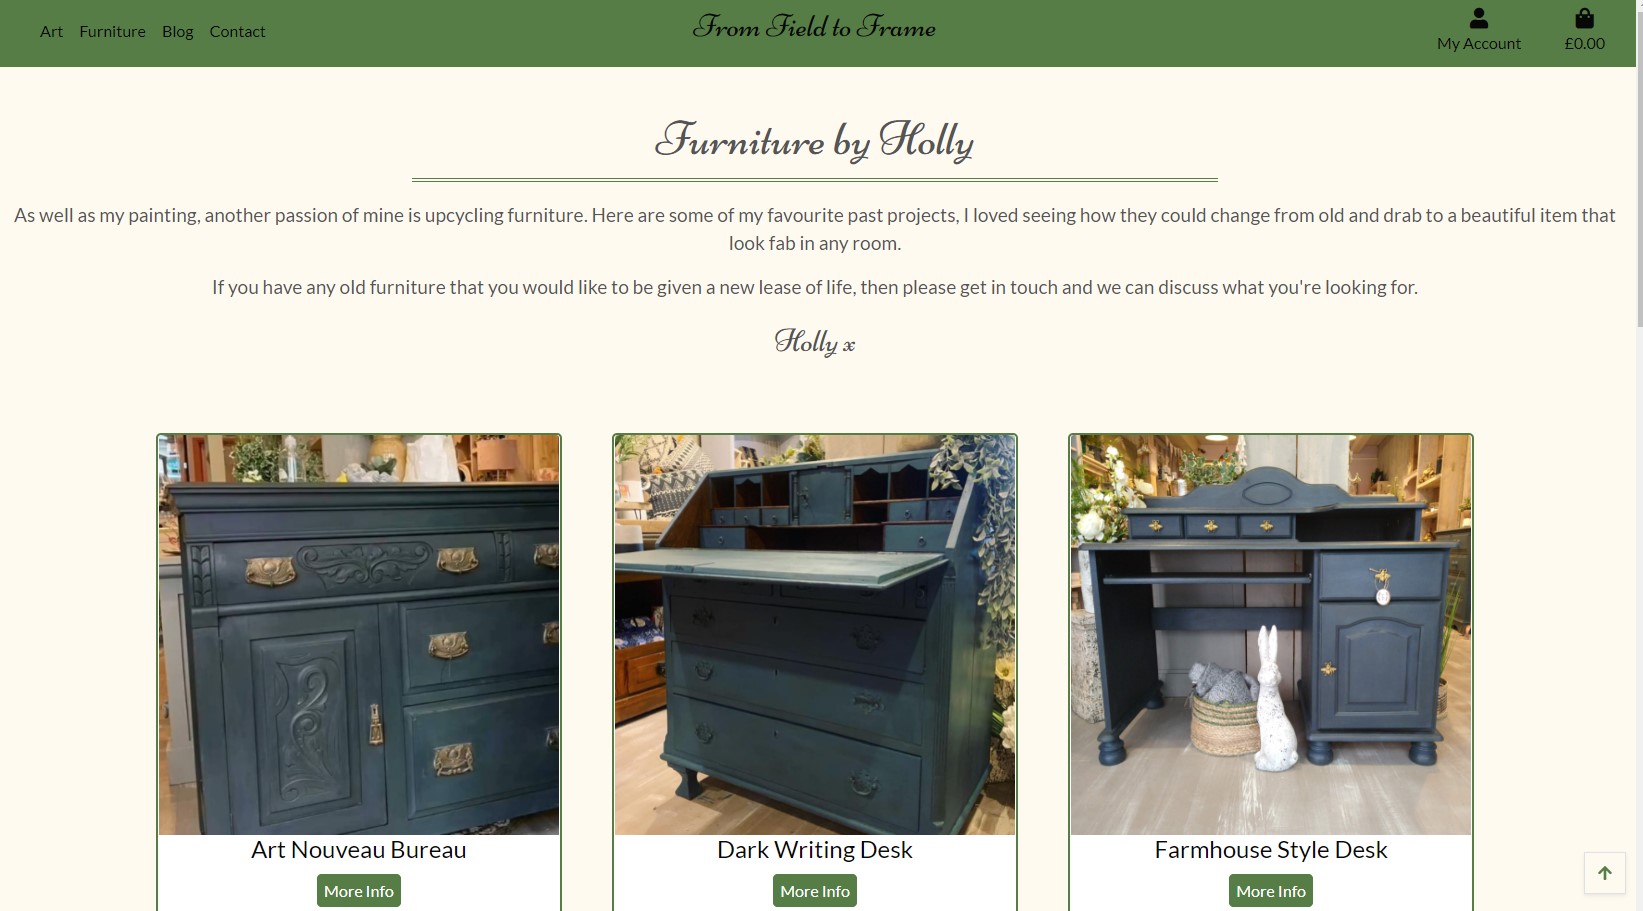 Art Furniture Blog Contact
From Field to Frame
My Account
£0.00
Furniture by Holly
As well as my painting, another passion of mine is upcycling furniture. Here are some of my favourite past projects, I loved seeing how they could change from old and drab to a beautiful item that
look fab in any room.
If you have any old furniture that you would like to be given a new lease of life, then please get in touch and we can discuss what you're looking for.
Holly x
Art Nouveau Bureau
More Info
Dark Writing Desk
More Info
Farmhouse Style Desk
More Info